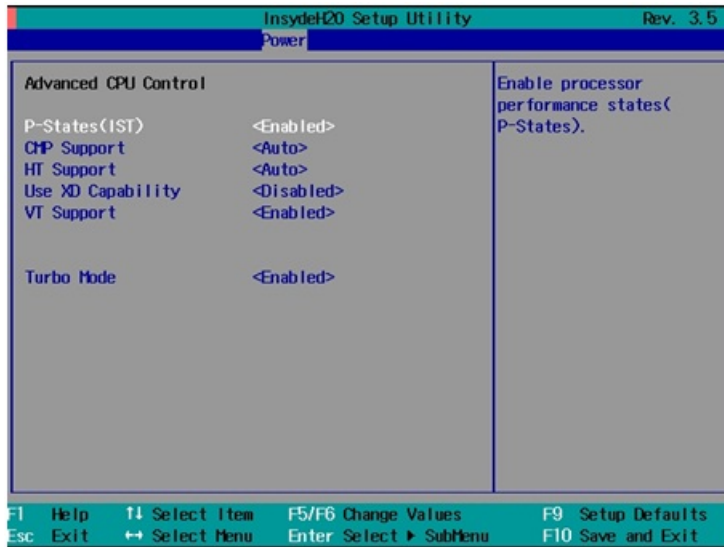 InsydeH2O Setup Utility Rev. 3.5
Power
Advanced CPU Control
P-States(IST) <Enabled>
CMP Support <Auto>
HT Support <Auto>
Use XD Capability <Disabled>
VT Support <Enabled>
Turbo Mode <Enabled>
Enable processor
performance states(
P-States).
F1 Help ↑↓ Select Item F5/F6 Change Values F9 Setup Defaults
Esc Exit ↔ Select Menu Enter Select ▶ SubMenu F10 Save and Exit